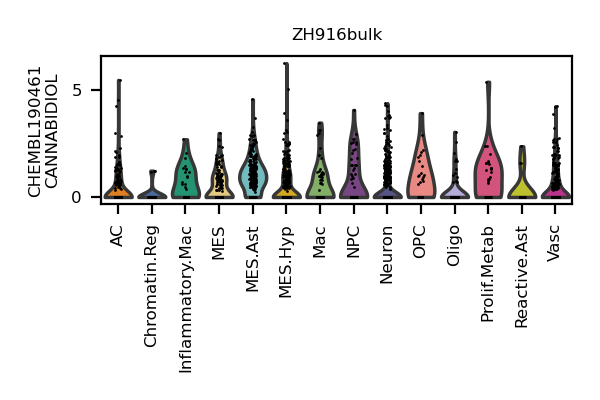 ZH916bulk
CHEMBL190461
CANNABIDIOL
5
0
AC
Chromatin.Reg
Inflammatory.Mac
MES
MES.Ast
MES.Hyp
Mac
NPC
Neuron
OPC
Oligo
Prolif.Metab
Reactive.Ast
Vasc